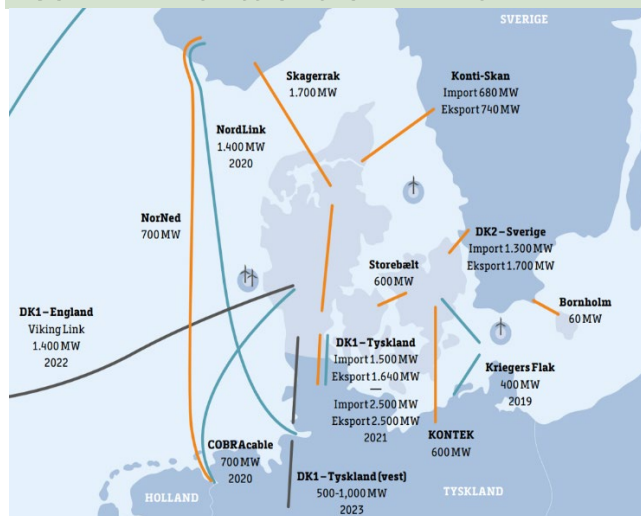 SVERIGE
Skagerrak
1.700 MW
Konti-Skan
Import 680 MW
Eksport 740 MW
NordLink
1.400 MW
2020
NorNed
700 MW
DK2 – Sverige
Import 1.300 MW
Eksport 1.700 MW
Storebælt
600 MW
Bornholm
60 MW
DK1 – England
Viking Link
1.400 MW
2022
DK1 – Tyskland
Import 1.500 MW
Eksport 1.640 MW
—
Import 2.500 MW
Eksport 2.500 MW
2021
Kriegers Flak
400 MW
2019
COBRAcable
700 MW
2020
KONTEK
600 MW
DK1 – Tyskland (vest)
500-1,000 MW
2023
HOLLAND
TYSKLAND